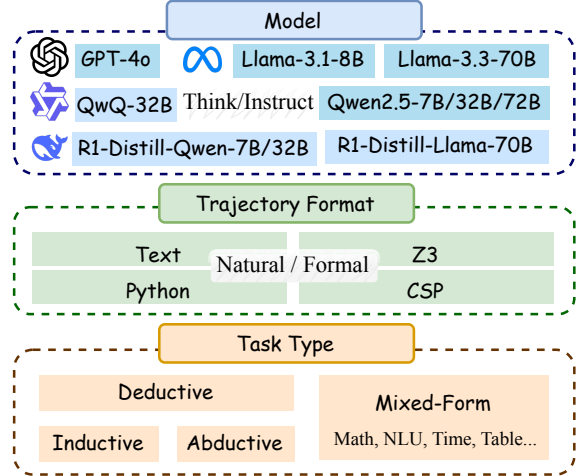 Model
GPT-4o Llama-3.1-8B Llama-3.3-70B
QwQ-32B Think/Instruct Qwen2.5-7B/32B/72B
R1-Distill-Qwen-7B/32B R1-Distill-Llama-70B
Trajectory Format
Text Z3
Natural / Formal
Python CSP
Task Type
Deductive
Inductive Abductive
Mixed-Form
Math, NLU, Time, Table...